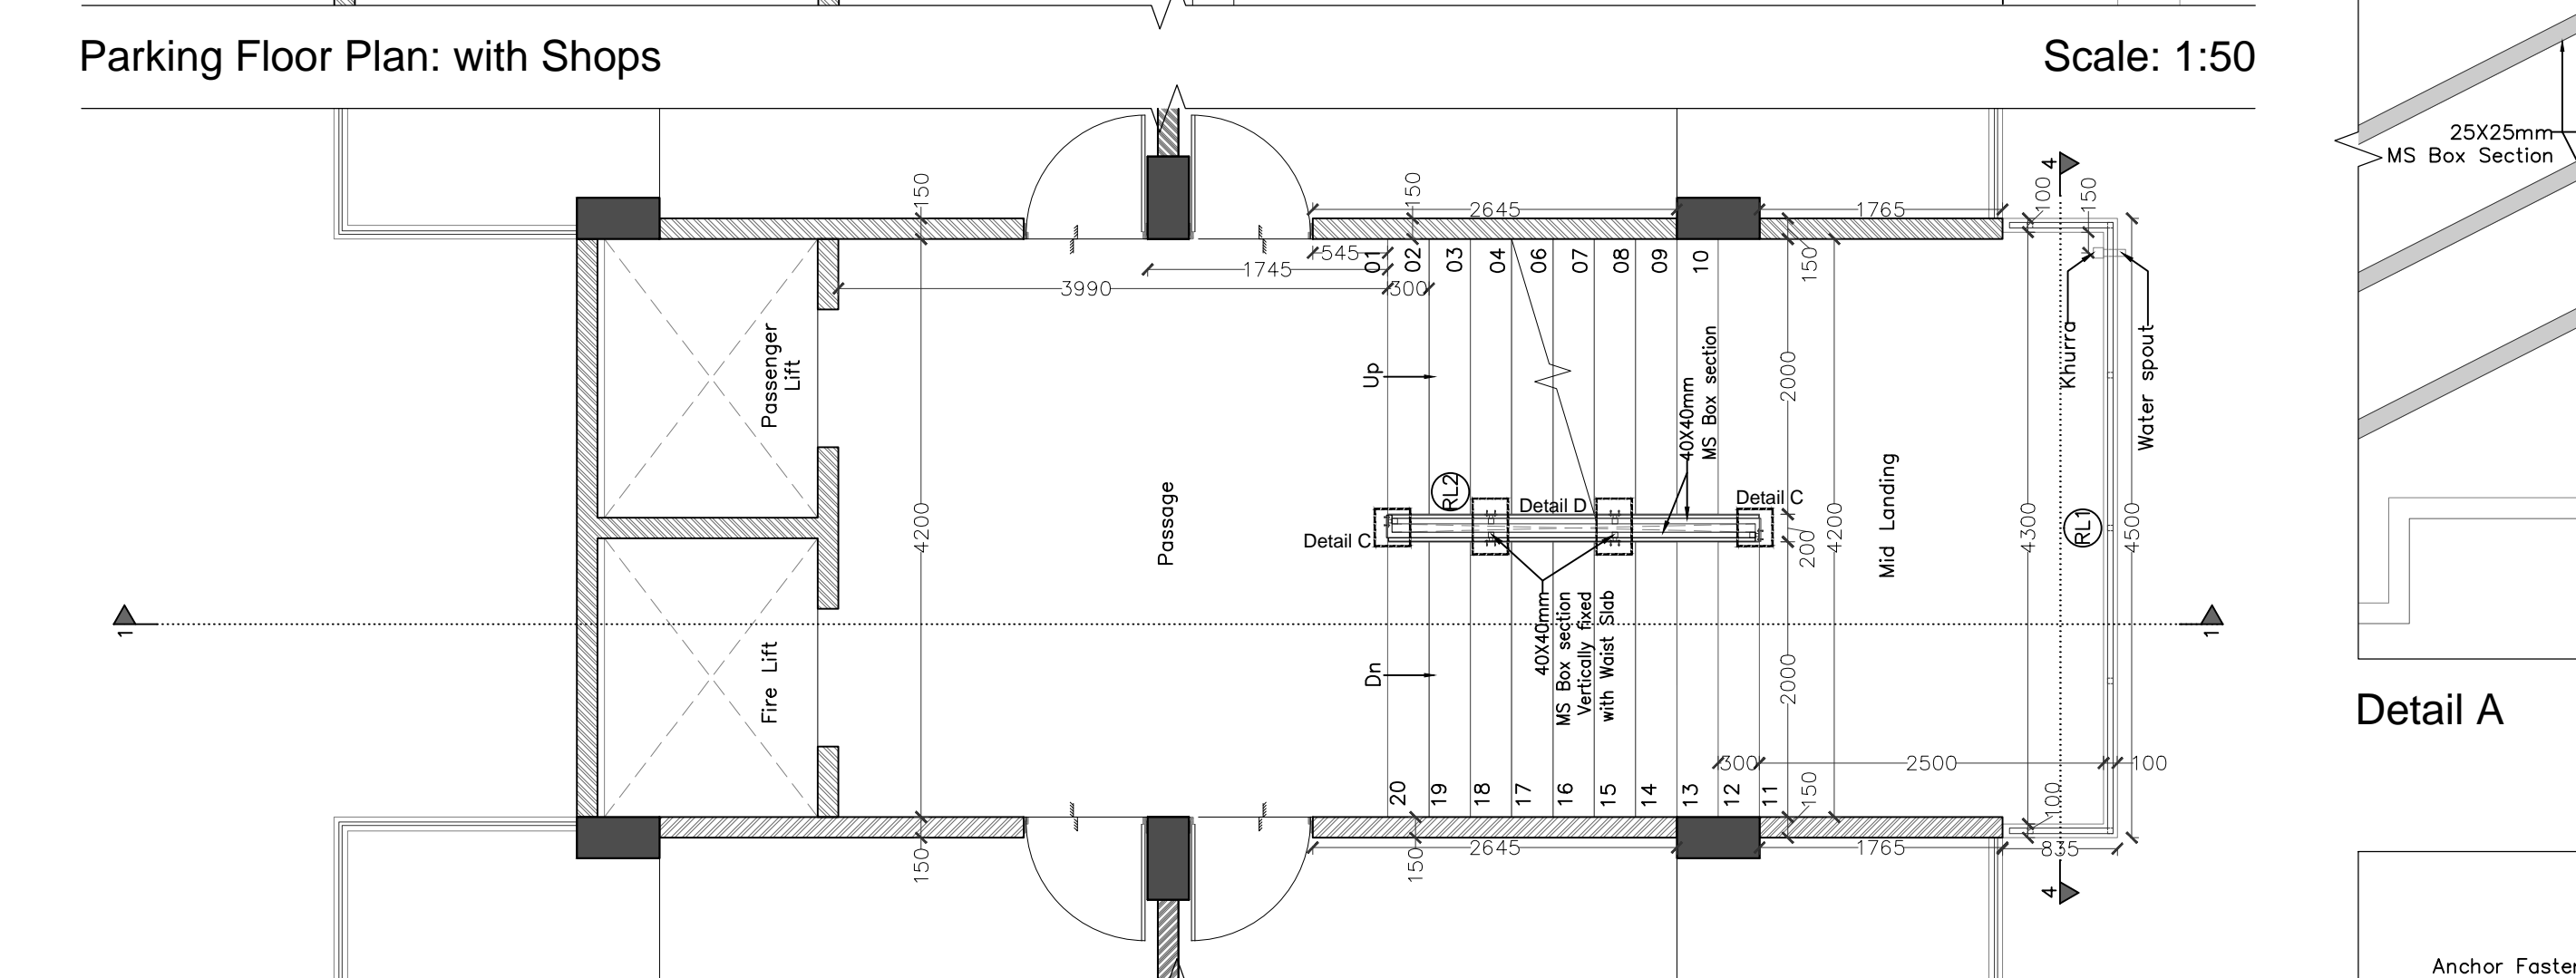 Parking Floor Plan: with Shops
Scale: 1:50
25X25mm
MS Box Section
4
150
150
2645
1765
100
150
545
1745
3990
300
01
02
03
04
06
07
08
09
10
150
Passenger
Lift
Up
40X40mm
MS Box section
2000
Khurra
Water spout
RL2
Detail D
Detail C
Detail C
4200
Passage
200
4200
Mid Landing
4300
RL1
4500
1
1
Fire Lift
Dn
40X40mm
MS Box section
Vertically fixed
with Waist Slab
2000
Detail A
300
2500
100
20
19
18
17
16
15
14
13
12
11
150
100
150
150
2645
1765
835
4
Anchor Faste